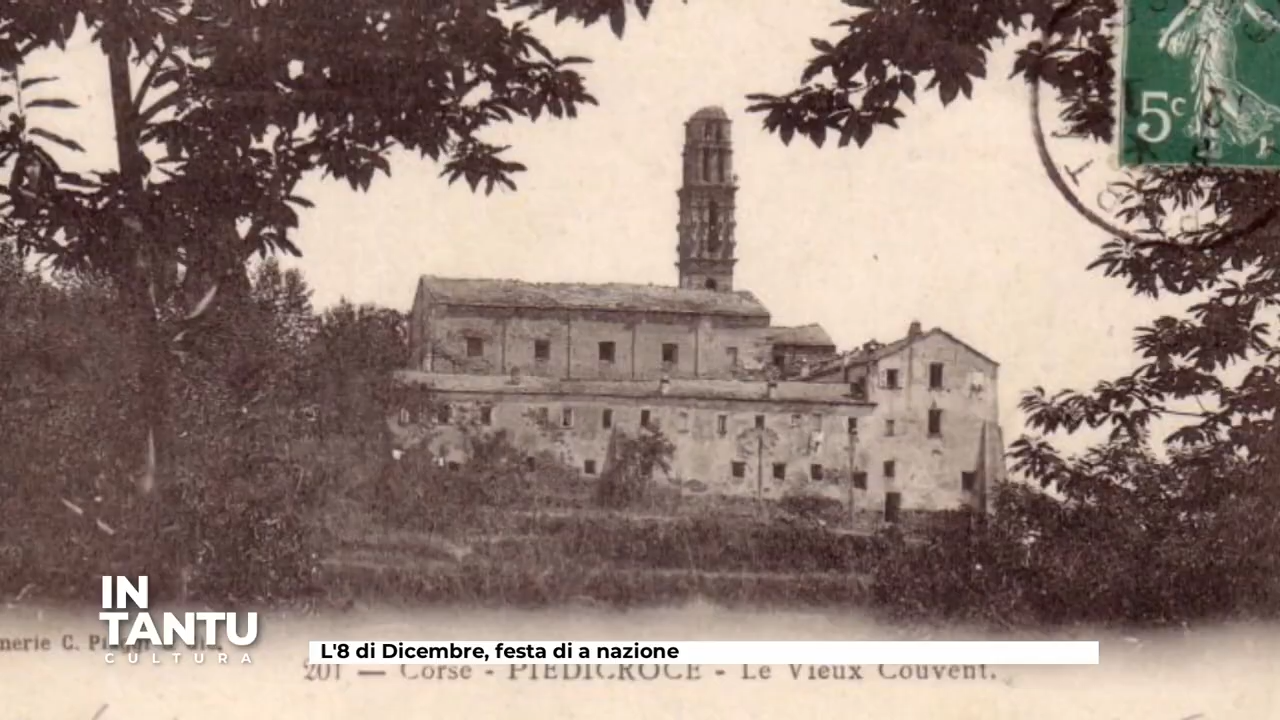 5c
IN
TANTU
CULTURA
L'8 di Dicembre, festa di a nazione
201 — Corse - PIEDICROCE - Le Vieux Couvent.